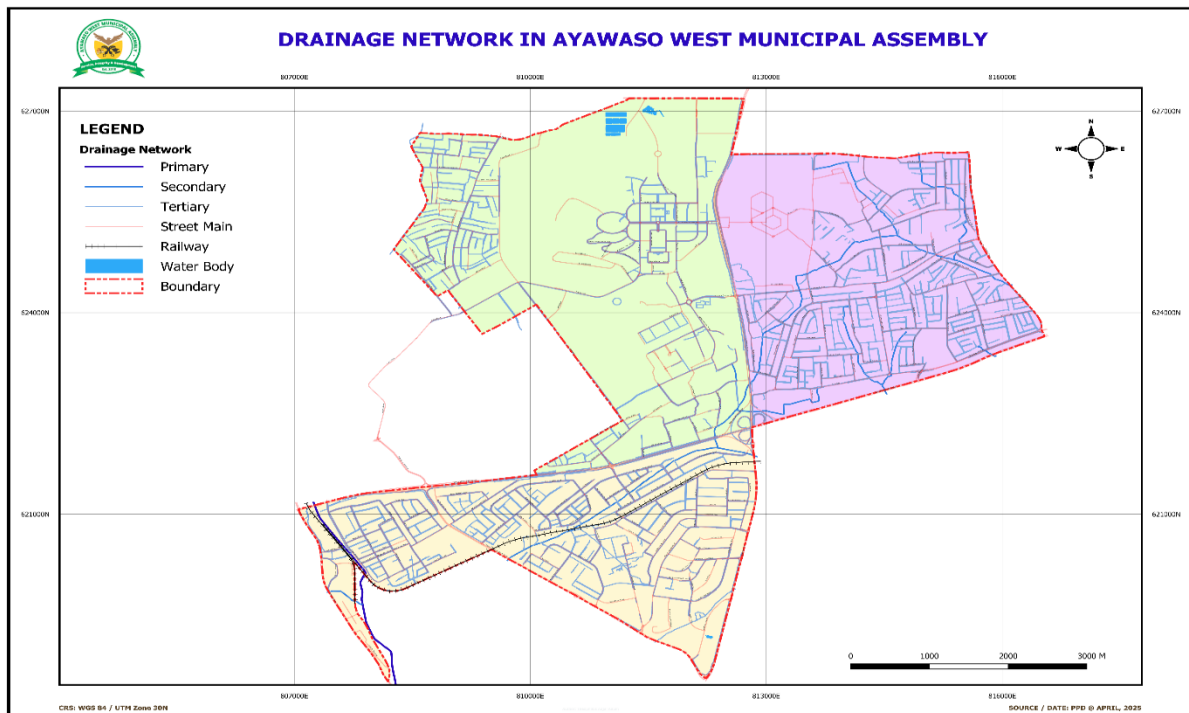 DRAINAGE NETWORK IN AYAWASO WEST MUNICIPAL ASSEMBLY
807000E 810000E 813000E 816000E
627000N 627000N
LEGEND
Drainage Network
Primary
Secondary
Tertiary
Street Main
Railway
Water Body
Boundary
N
W E
S
624000N 624000N
621000N 621000N
0 1000 2000 3000 M
807000E 810000E 813000E 816000E
CRS: WGS 84 / UTM Zone 30N SOURCE / DATE: PPD @ APRIL, 2025